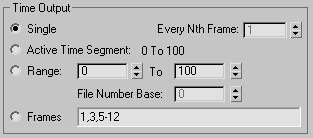 Time Output
Single Every Nth Frame: 1
Active Time Segment: 0 To 100
Range: 0 To 100
File Number Base: 0
Frames 1,3,5-12